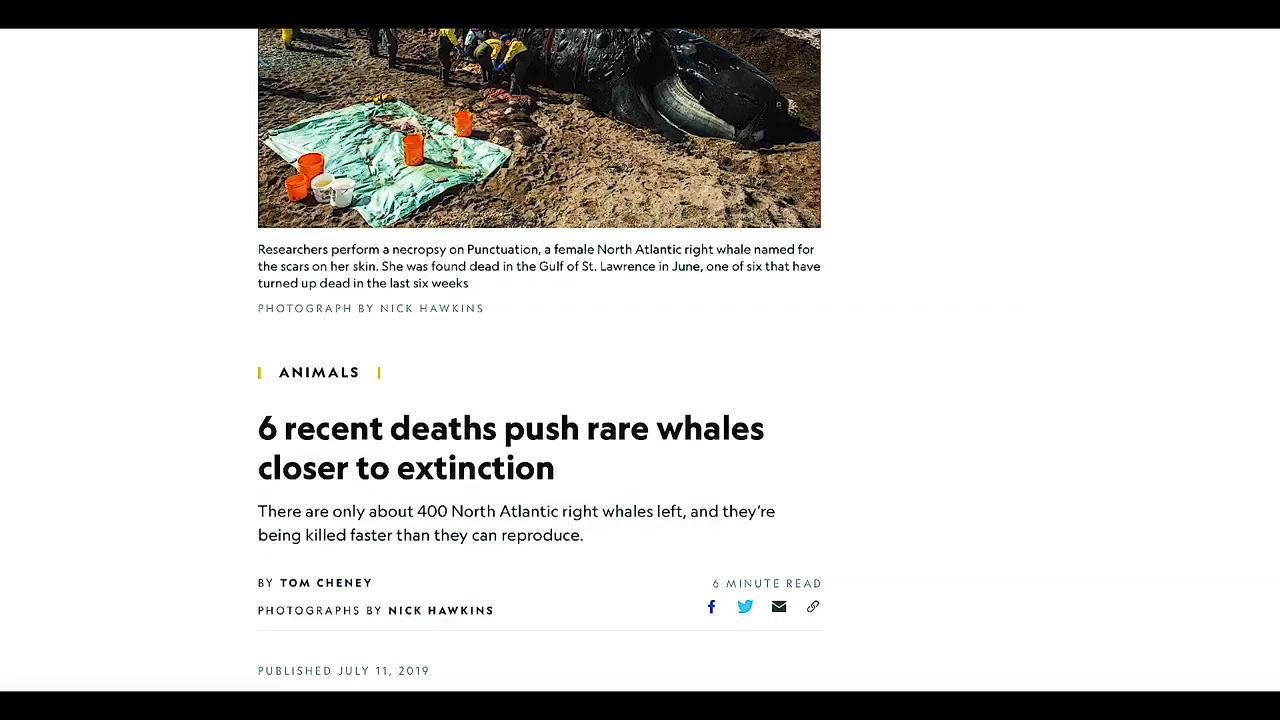 Researchers perform a necropsy on Punctuation, a female North Atlantic right whale named for
the scars on her skin. She was found dead in the Gulf of St. Lawrence in June, one of six that have
turned up dead in the last six weeks
PHOTOGRAPH BY NICK HAWKINS
ANIMALS
6 recent deaths push rare whales
closer to extinction
There are only about 400 North Atlantic right whales left, and they’re
being killed faster than they can reproduce.
BY TOM CHENEY
6 MINUTE READ
PHOTOGRAPHS BY NICK HAWKINS
PUBLISHED JULY 11, 2019